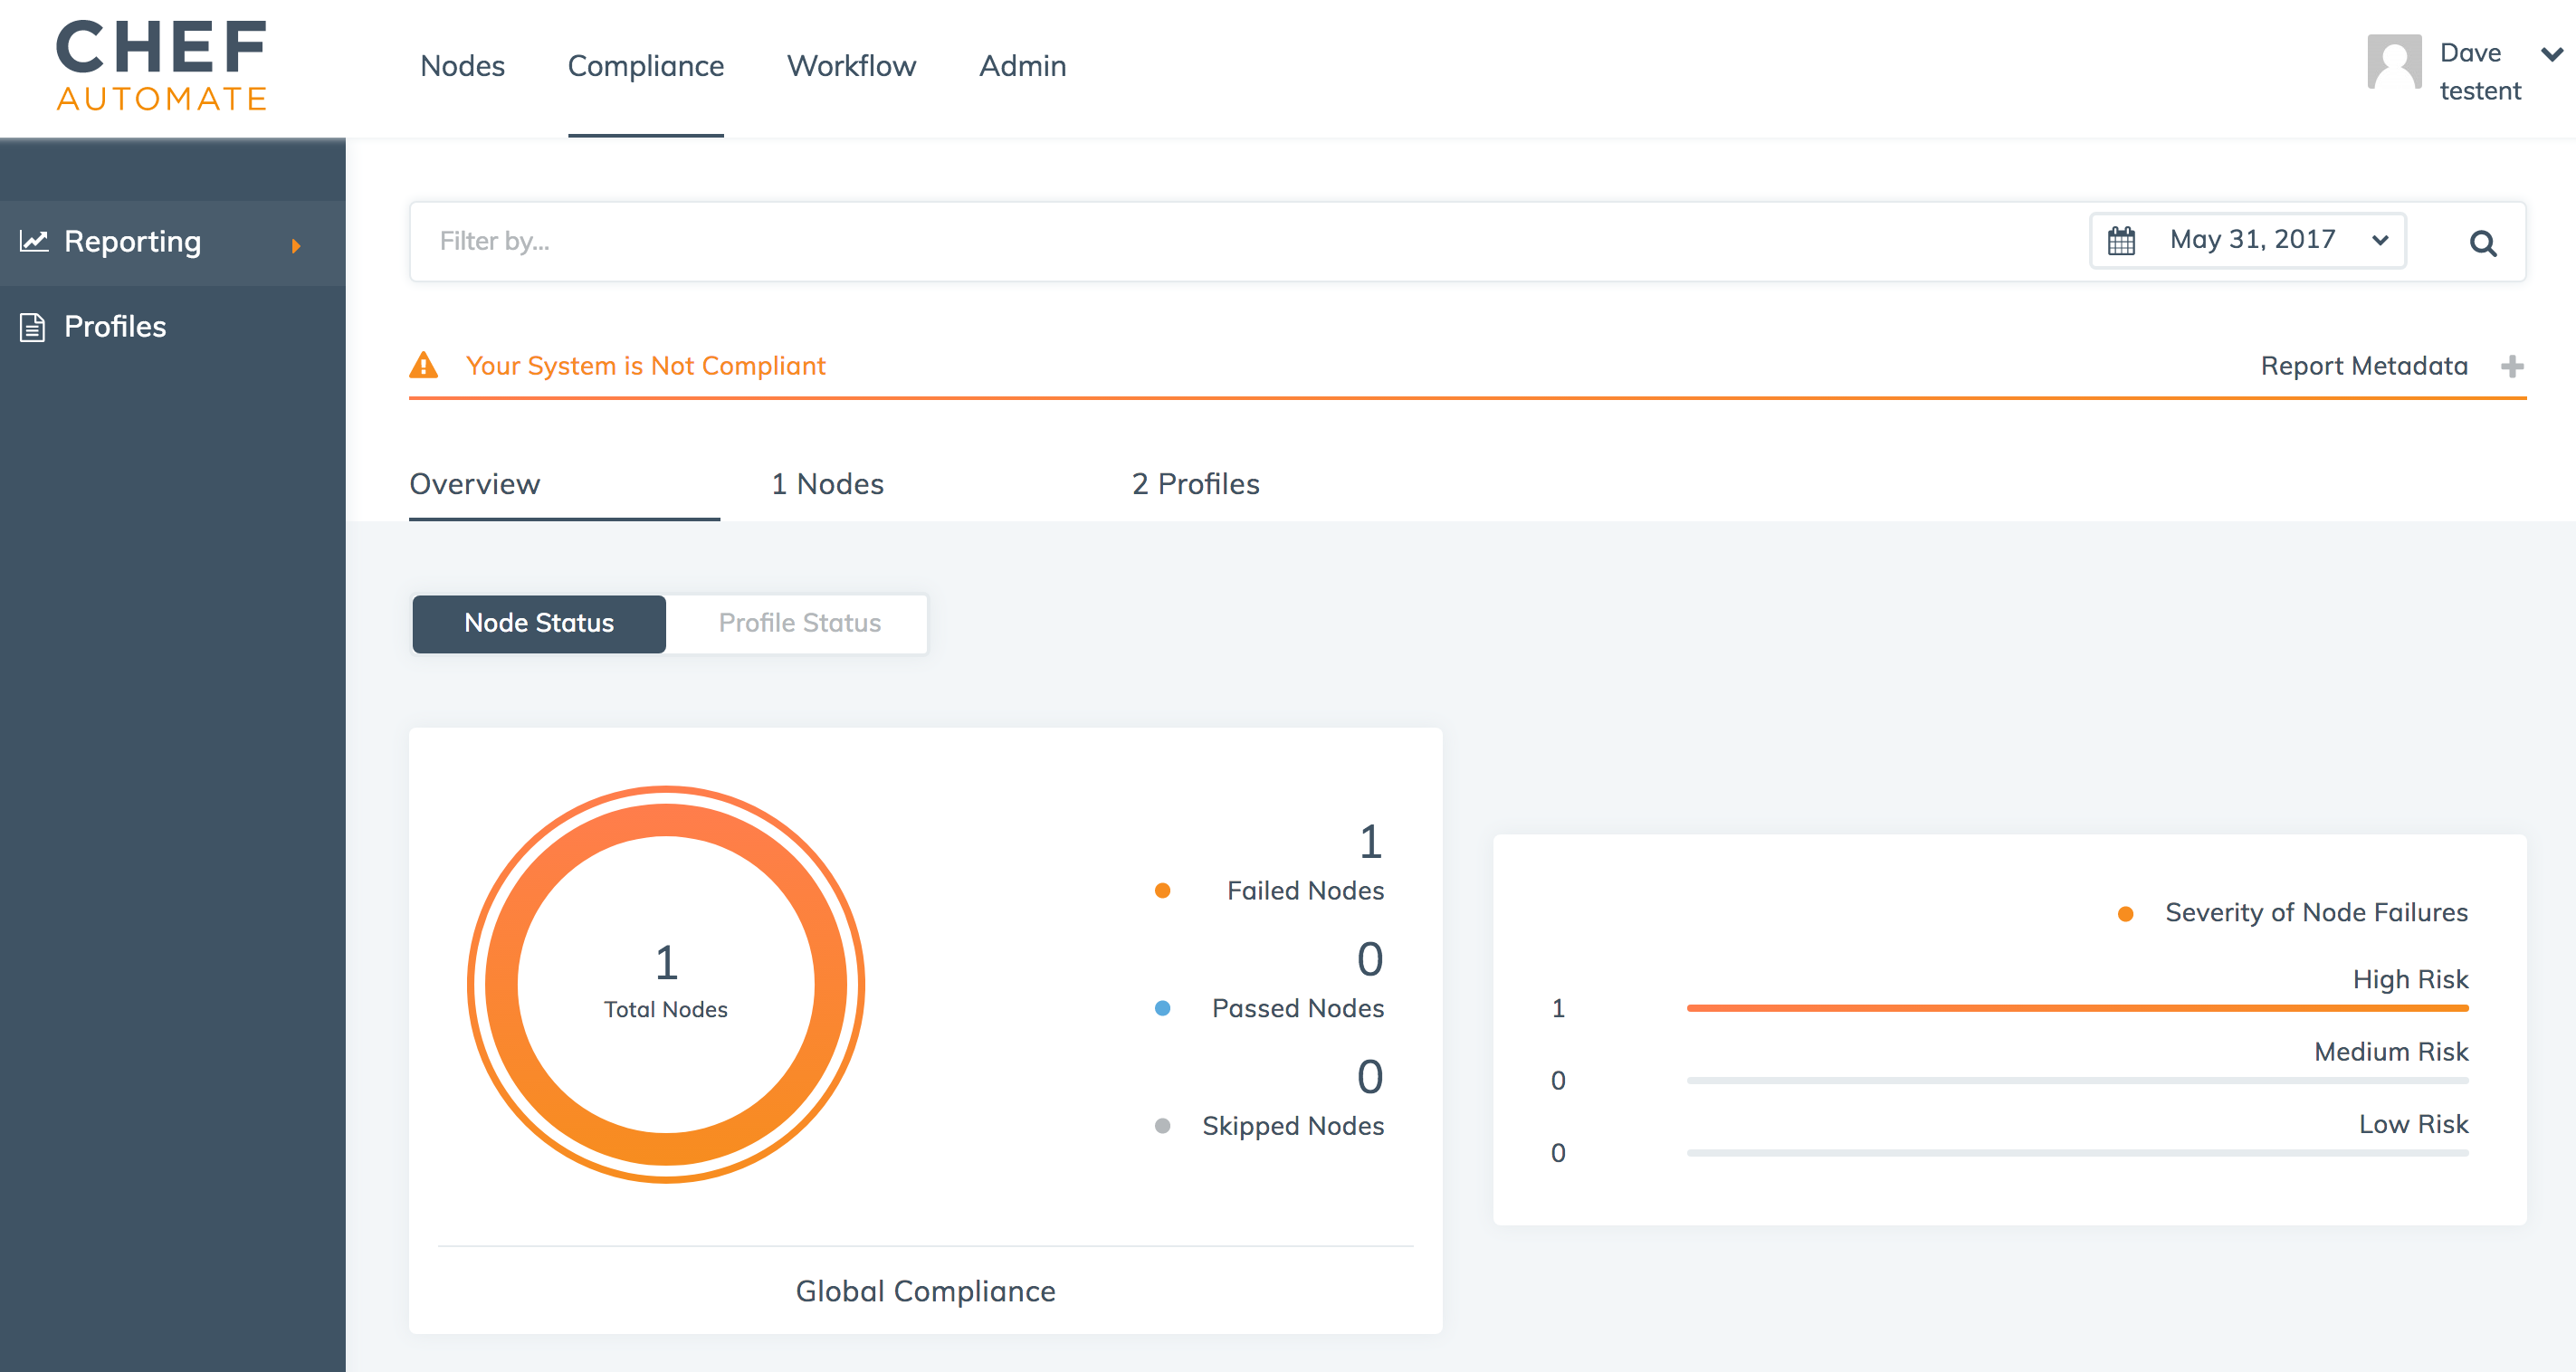 CHEF
AUTOMATE
Nodes
Compliance
Workflow
Admin
Dave
testent
Reporting
Profiles
Filter by...
May 31, 2017
Your System is Not Compliant
Report Metadata
Overview
1 Nodes
2 Profiles
Node Status
Profile Status
1
Total Nodes
1
Failed Nodes
0
Passed Nodes
0
Skipped Nodes
Global Compliance
Severity of Node Failures
High Risk
1
Medium Risk
0
Low Risk
0